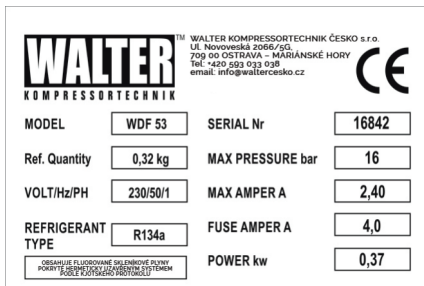 WALTER™
KOMPRESSORTECHNIK
WALTER KOMPRESSORTECHNIK ČESKO s.r.o.
Ul. Novoveská 2066/5G,
709 00 OSTRAVA – MARIÁNSKÉ HORY
Tel: +420 593 033 038
email: info@waltercesko.cz
CE
MODEL WDF 53 SERIAL Nr 16842
Ref. Quantity 0,32 kg MAX PRESSURE bar 16
VOLT/Hz/PH 230/50/1 MAX AMPER A 2,40
REFRIGERANT TYPE R134a FUSE AMPER A 4,0
POWER kw 0,37
OBSAHUJE FLUOROVANÉ SKLENÍKOVÉ PLYNY
POKRYTÉ HERMETICKY UZAVŘENÝM SYSTÉMEM
PODLE KJÓTSKÉHO PROTOKOLU